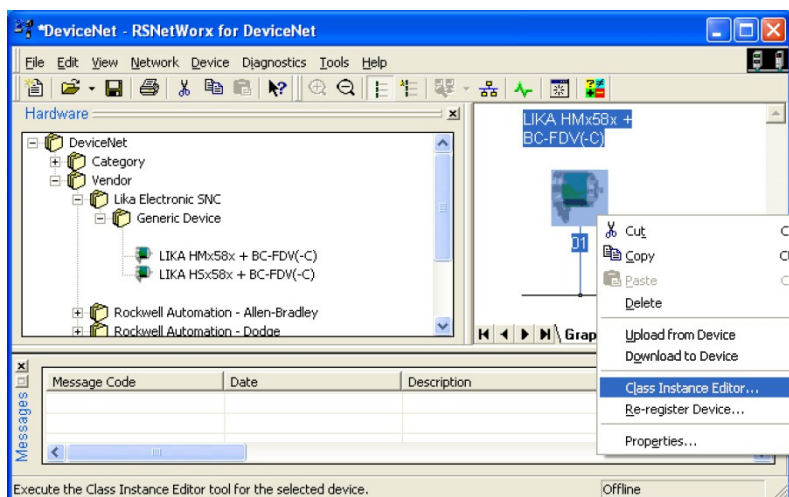 *DeviceNet - RSNetWorx for DeviceNet
File Edit View Network Device Diagnostics Tools Help
Hardware
DeviceNet
Category
Vendor
Lika Electronic SNC
Generic Device
LIKA HMx58x + BC-FDV(-C)
LIKA HSx58x + BC-FDV(-C)
Rockwell Automation - Allen-Bradley
Rockwell Automation - Dodge
LIKA HMx58x +
BC-FDV(-C)
01
Grap
Cut C
Copy
Paste C
Delete
Upload from Device
Download to Device
Class Instance Editor...
Re-register Device...
Properties...
Messages
Message Code Date Description
Execute the Class Instance Editor tool for the selected device. Offline